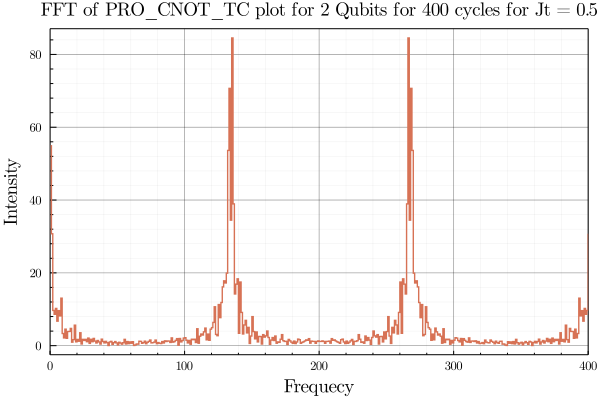 FFT of PRO_CNOT_TC plot for 2 Qubits for 400 cycles for Jt = 0.5
80
60
40
20
0
Intensity
0 100 200 300 400
Frequecy